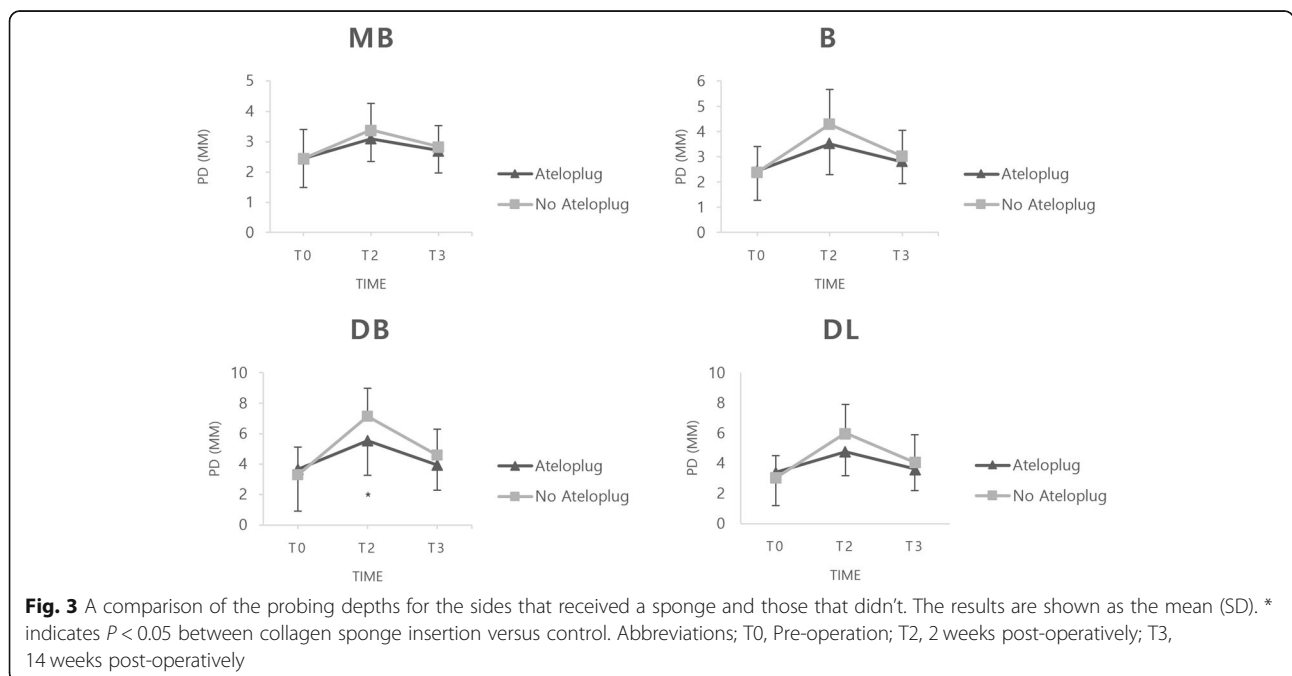 MB
5
4
3
2
1
0
PD (MM)
T0 T2 T3
TIME
Ateloplug
No Ateloplug
B
6
5
4
3
2
1
0
PD (MM)
T0 T2 T3
TIME
Ateloplug
No Ateloplug
DB
10
8
6
4
2
0
PD (MM)
*
T0 T2 T3
TIME
Ateloplug
No Ateloplug
DL
10
8
6
4
2
0
PD (MM)
T0 T2 T3
TIME
Ateloplug
No Ateloplug
Fig. 3 A comparison of the probing depths for the sides that received a sponge and those that didn't. The results are shown as the mean (SD). *
indicates P < 0.05 between collagen sponge insertion versus control. Abbreviations; T0, Pre-operation; T2, 2 weeks post-operatively; T3,
14 weeks post-operatively